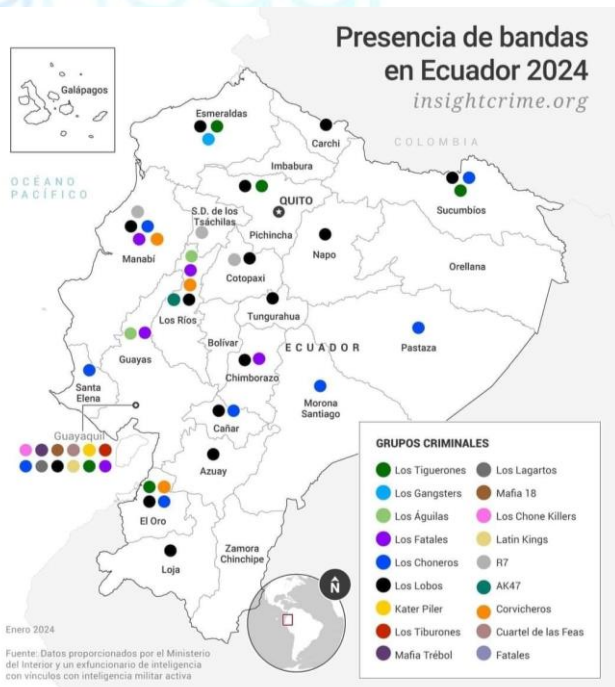 Presencia de bandas
en Ecuador 2024
insightcrime.org
Galápagos
OCÉANO
PACÍFICO
COLOMBIA
Esmeraldas
Carchi
Imbabura
Sucumbíos
S.D. de los
Tsáchilas
QUITO
Pichincha
Manabí
Napo
Orellana
Cotopaxi
Los Ríos
Tungurahua
Bolívar
ECUADOR
Pastaza
Guayas
Chimborazo
Santa
Elena
Morona
Santiago
Guayaquil
Cañar
Azuay
El Oro
Zamora
Chinchipe
Loja
GRUPOS CRIMINALES
Los Tiguerones
Los Gangsters
Los Águilas
Los Fatales
Los Choneros
Los Lobos
Kater Piler
Los Tiburones
Mafia Trébol
Los Lagartos
Mafia 18
Los Chone Killers
Latin Kings
R7
AK47
Corvicheros
Cuartel de las Feas
Fatales
N
Enero 2024
Fuente: Datos proporcionados por el Ministerio
del Interior y un exfuncionario de inteligencia
con vínculos con inteligencia militar activa